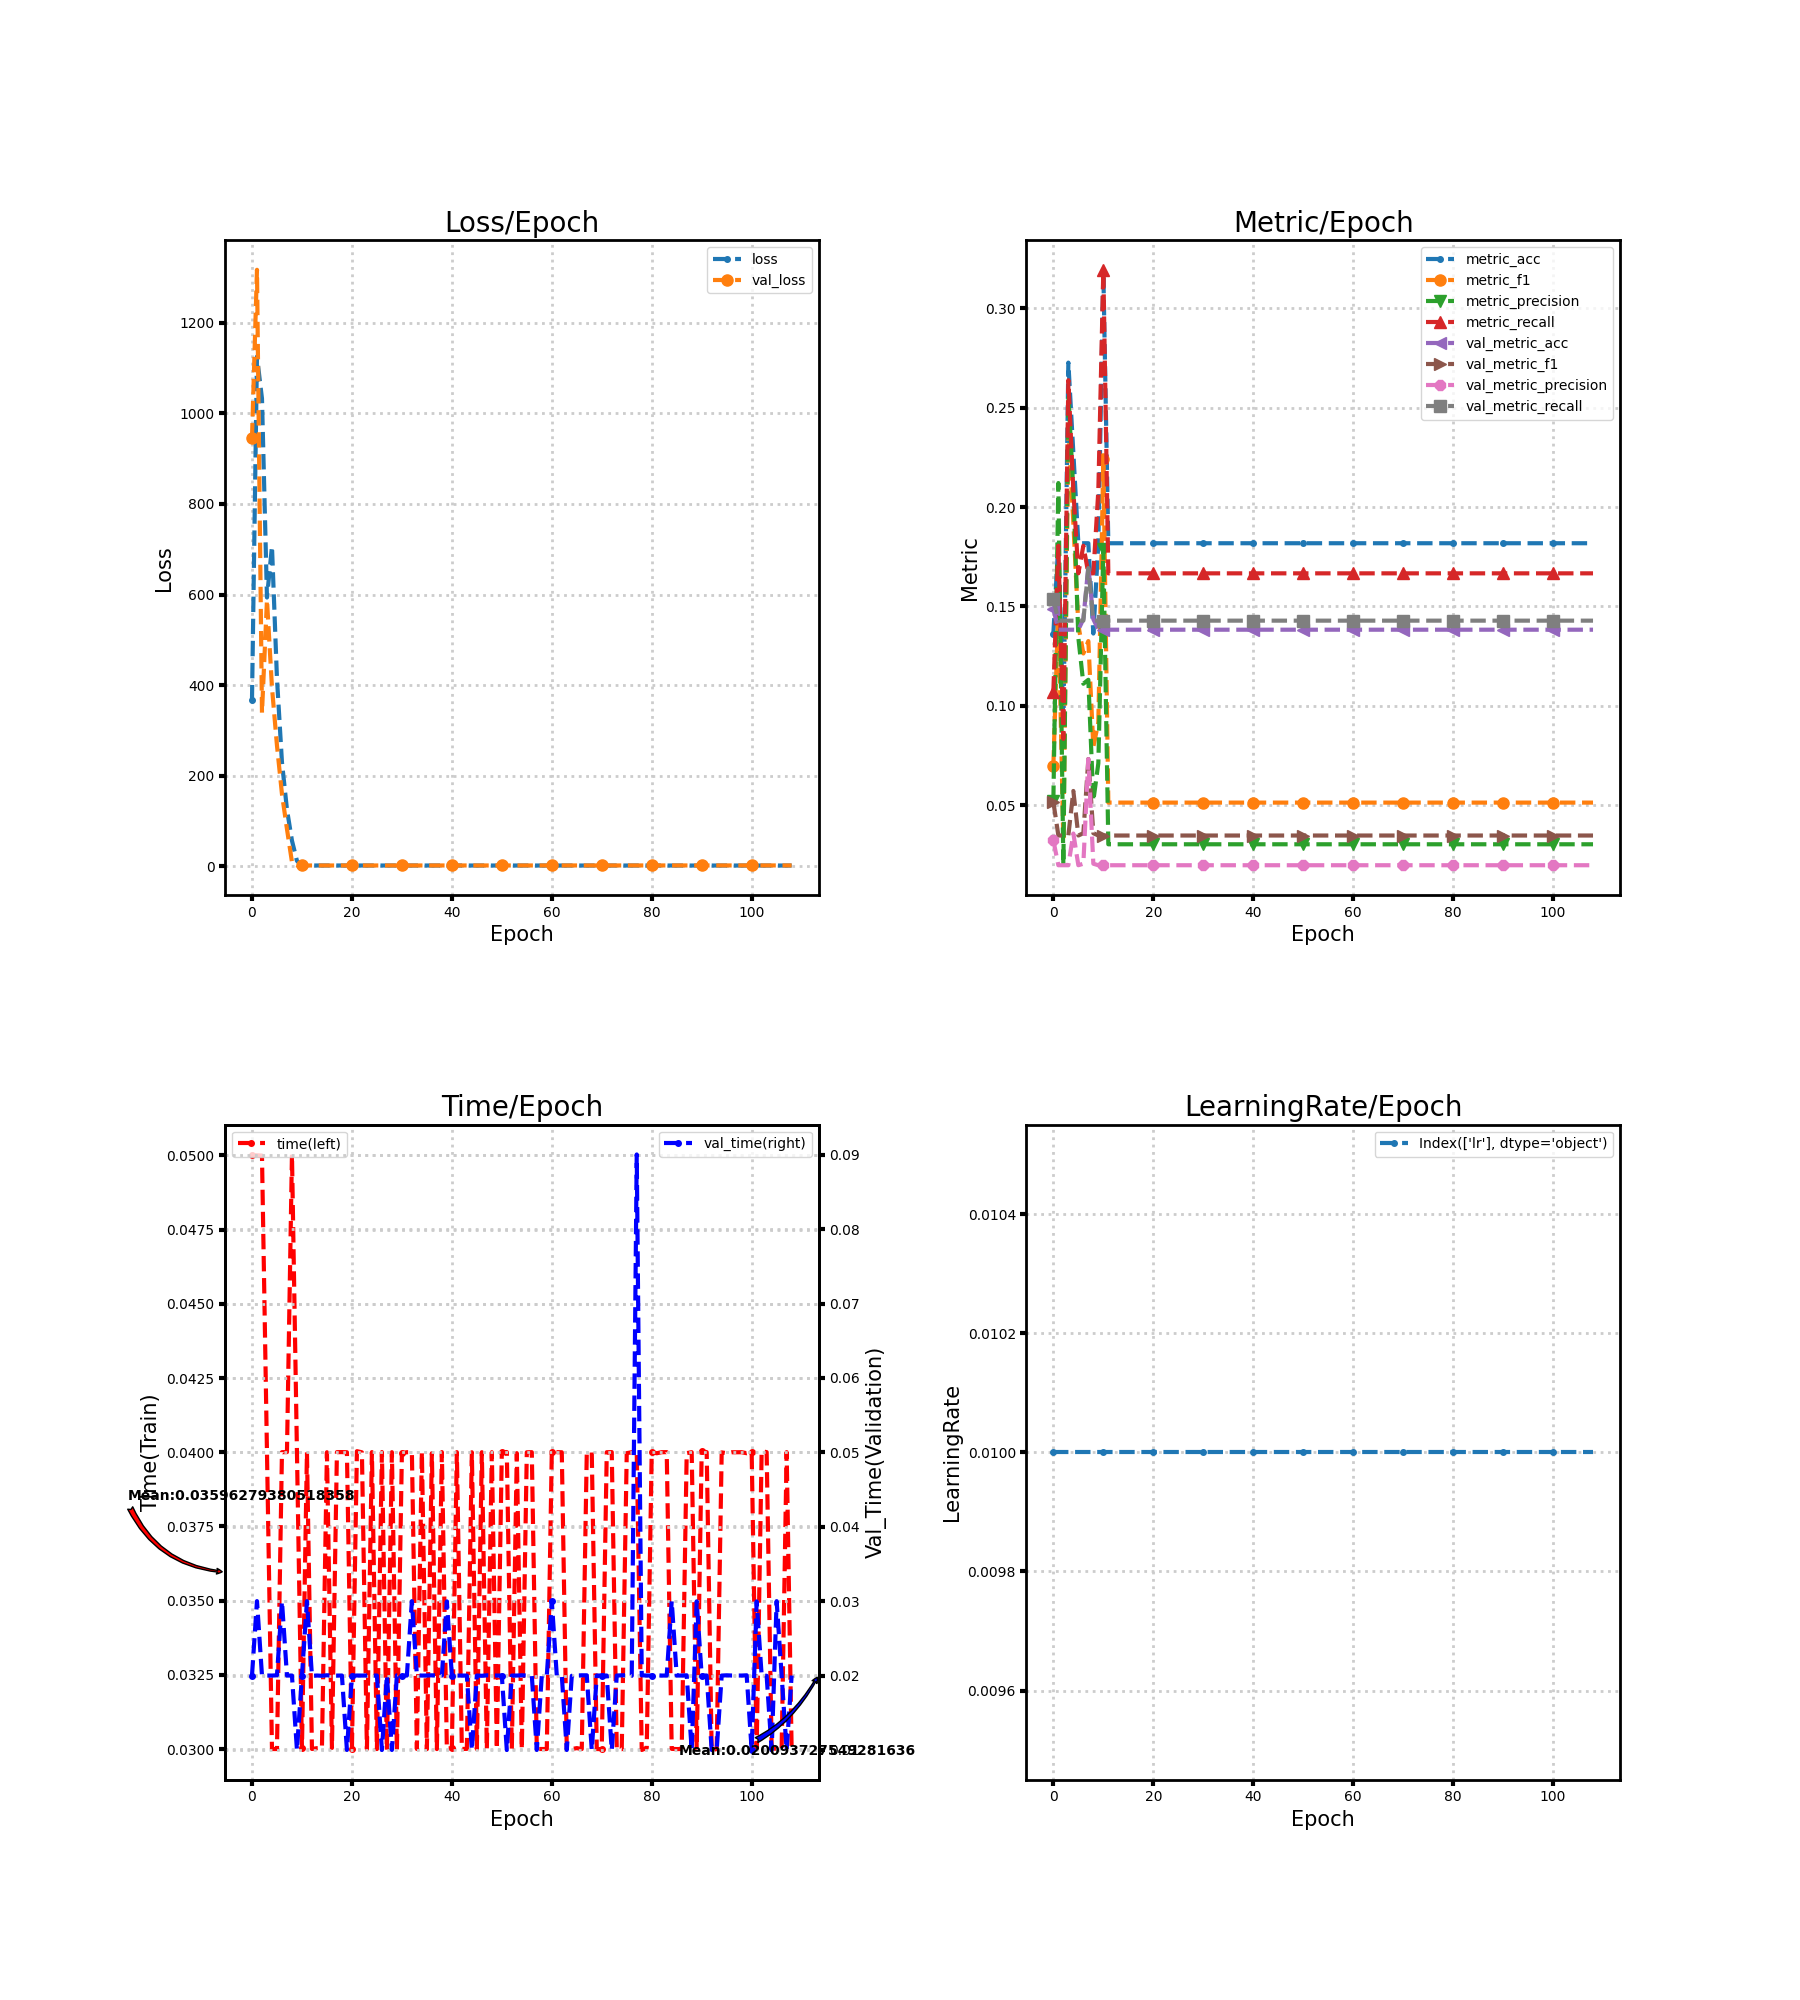 Loss/Epoch
Loss
1200
1000
800
600
400
200
0
loss
val_loss
0 20 40 60 80 100
Epoch
Metric/Epoch
Metric
0.30
0.25
0.20
0.15
0.10
0.05
metric_acc
metric_f1
metric_precision
metric_recall
val_metric_acc
val_metric_f1
val_metric_precision
val_metric_recall
0 20 40 60 80 100
Epoch
Time/Epoch
Time(Train)
0.0500
0.0475
0.0450
0.0425
0.0400
0.0375
0.0350
0.0325
0.0300
time(left)
val_time(right)
Mean:0.03596279380518358
0.09
0.08
0.07
0.06
0.05
0.04
0.03
0.02
Val_Time(Validation)
0 20 40 60 80 100
Epoch
LearningRate/Epoch
LearningRate
0.0104
0.0102
0.0100
0.0098
0.0096
Index(['lr'], dtype='object')
0 20 40 60 80 100
Epoch